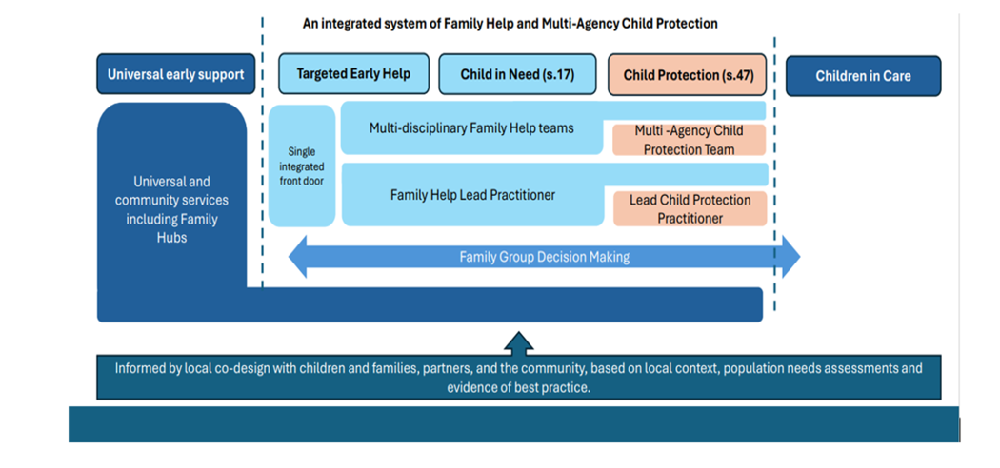 An integrated system of Family Help and Multi-Agency Child Protection
Universal early support
Targeted Early Help
Child in Need (s.17)
Child Protection (s.47)
Children in Care
Universal and
community services
including Family
Hubs
Single
integrated
front door
Multi-disciplinary Family Help teams
Multi -Agency Child
Protection Team
Family Help Lead Practitioner
Lead Child Protection
Practitioner
Family Group Decision Making
Informed by local co-design with children and families, partners, and the community, based on local context, population needs assessments and
evidence of best practice.